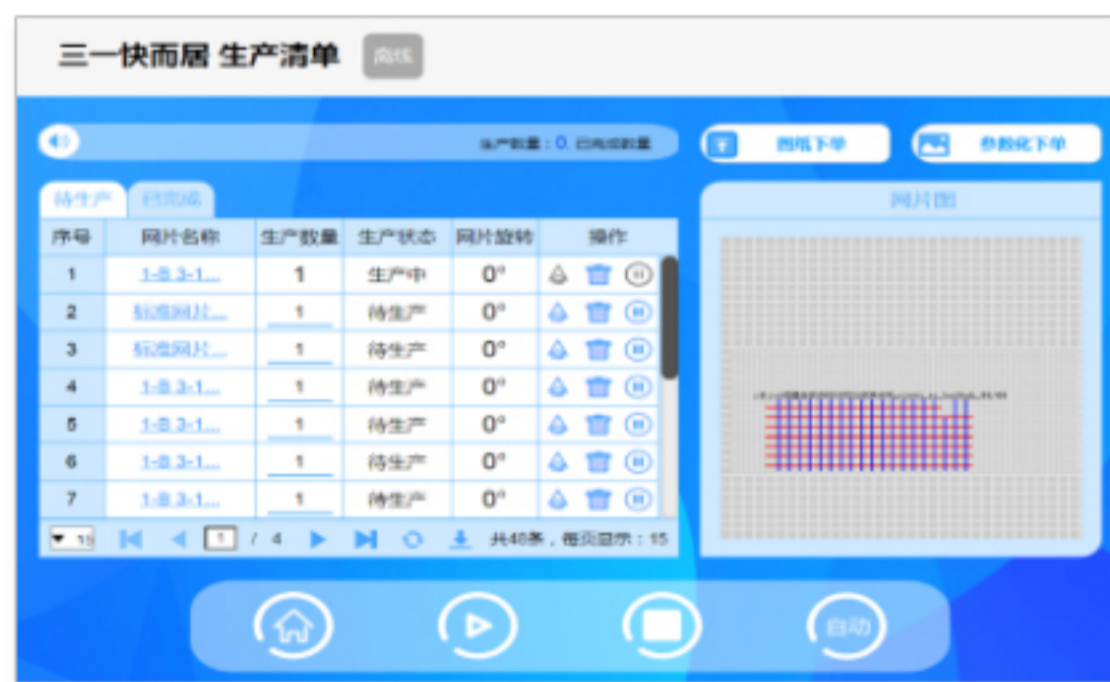 三一快而居 生产清单 离线
生产数量：0, 已完成数量
图纸下单
参数化下单
待生产 已完成
网片图
序号 网片名称 生产数量 生产状态 网片旋转 操作
1 1-B 3-1... 1 生产中 0°
2 标准网片... 1 待生产 0°
3 标准网片... 1 待生产 0°
4 1-B 3-1... 1 待生产 0°
5 1-B 3-1... 1 待生产 0°
6 1-B 3-1... 1 待生产 0°
7 1-B 3-1... 1 待生产 0°
15 1 / 4 共48条，每页显示：15
自动